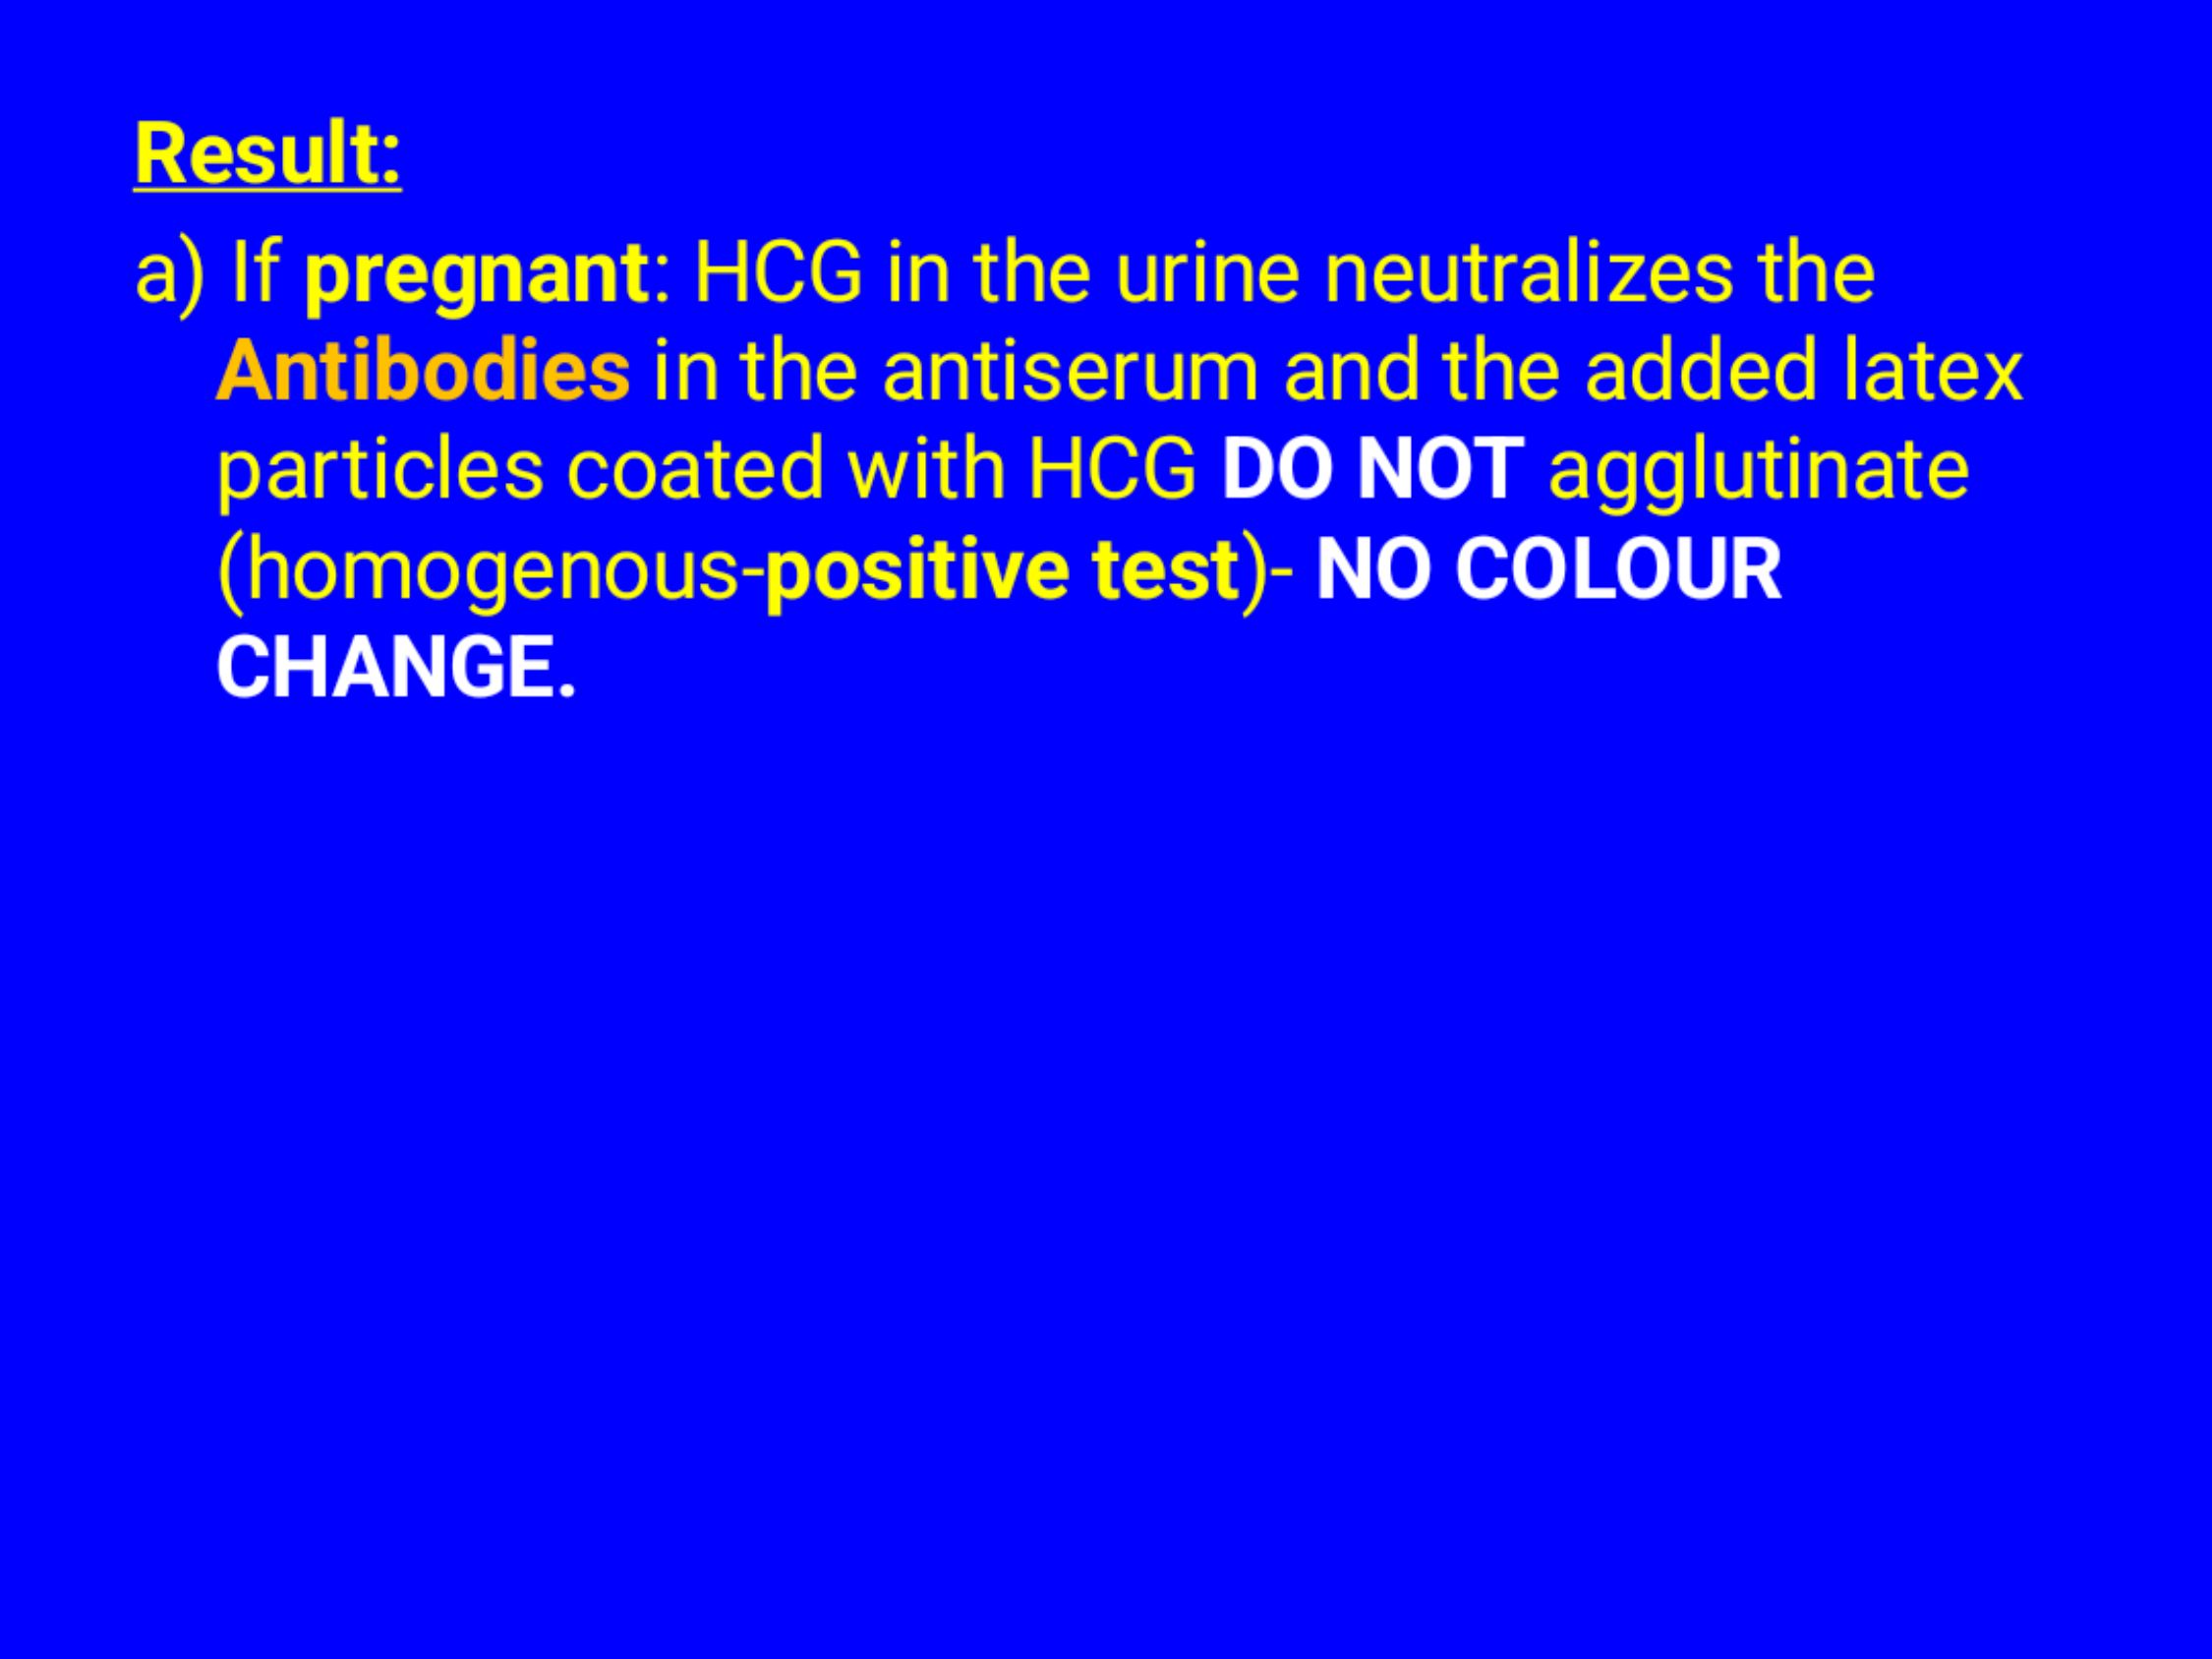 Result:
a) If pregnant: HCG in the urine neutralizes the
Antibodies in the antiserum and the added latex
particles coated with HCG DO NOT agglutinate
(homogenous-positive test)- NO COLOUR
CHANGE.